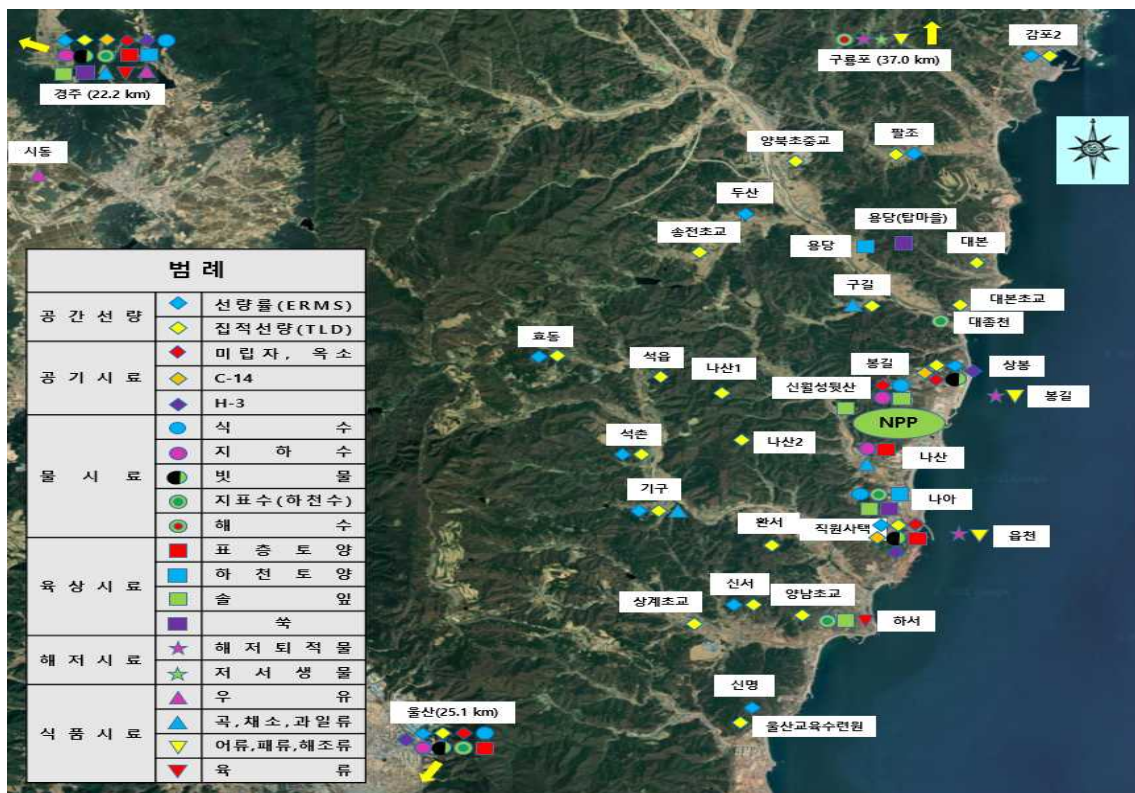 구룡포 (37.0 km)
감포2
경주 (22.2 km)
시동
양북초중교
팔조
두산
송전초교
용당(탑마을)
용당
대본
구길
대본초교
대종천
효동
석읍
나산1
봉길
상봉
신월성뒷산
봉길
NPP
석촌
나산2
나산
기구
나아
환서
직원사택
읍천
신서
양남초교
상계초교
하서
신명
울산교육수련원
울산(25.1 km)
범 례
공 간 선 량
선량률(ERMS)
집적선량(TLD)
공 기 시 료
미립자, 옥소
C-14
H-3
물 시 료
식 수
지 하 수
빗 물
지표수(하천수)
해 수
육 상 시 료
표 층 토 양
하 천 토 양
솔 잎
쑥
해 저 시 료
해 저 퇴 적 물
저 서 생 물
식 품 시 료
우 유
곡,채소,과일류
어류,패류,해조류
육 류